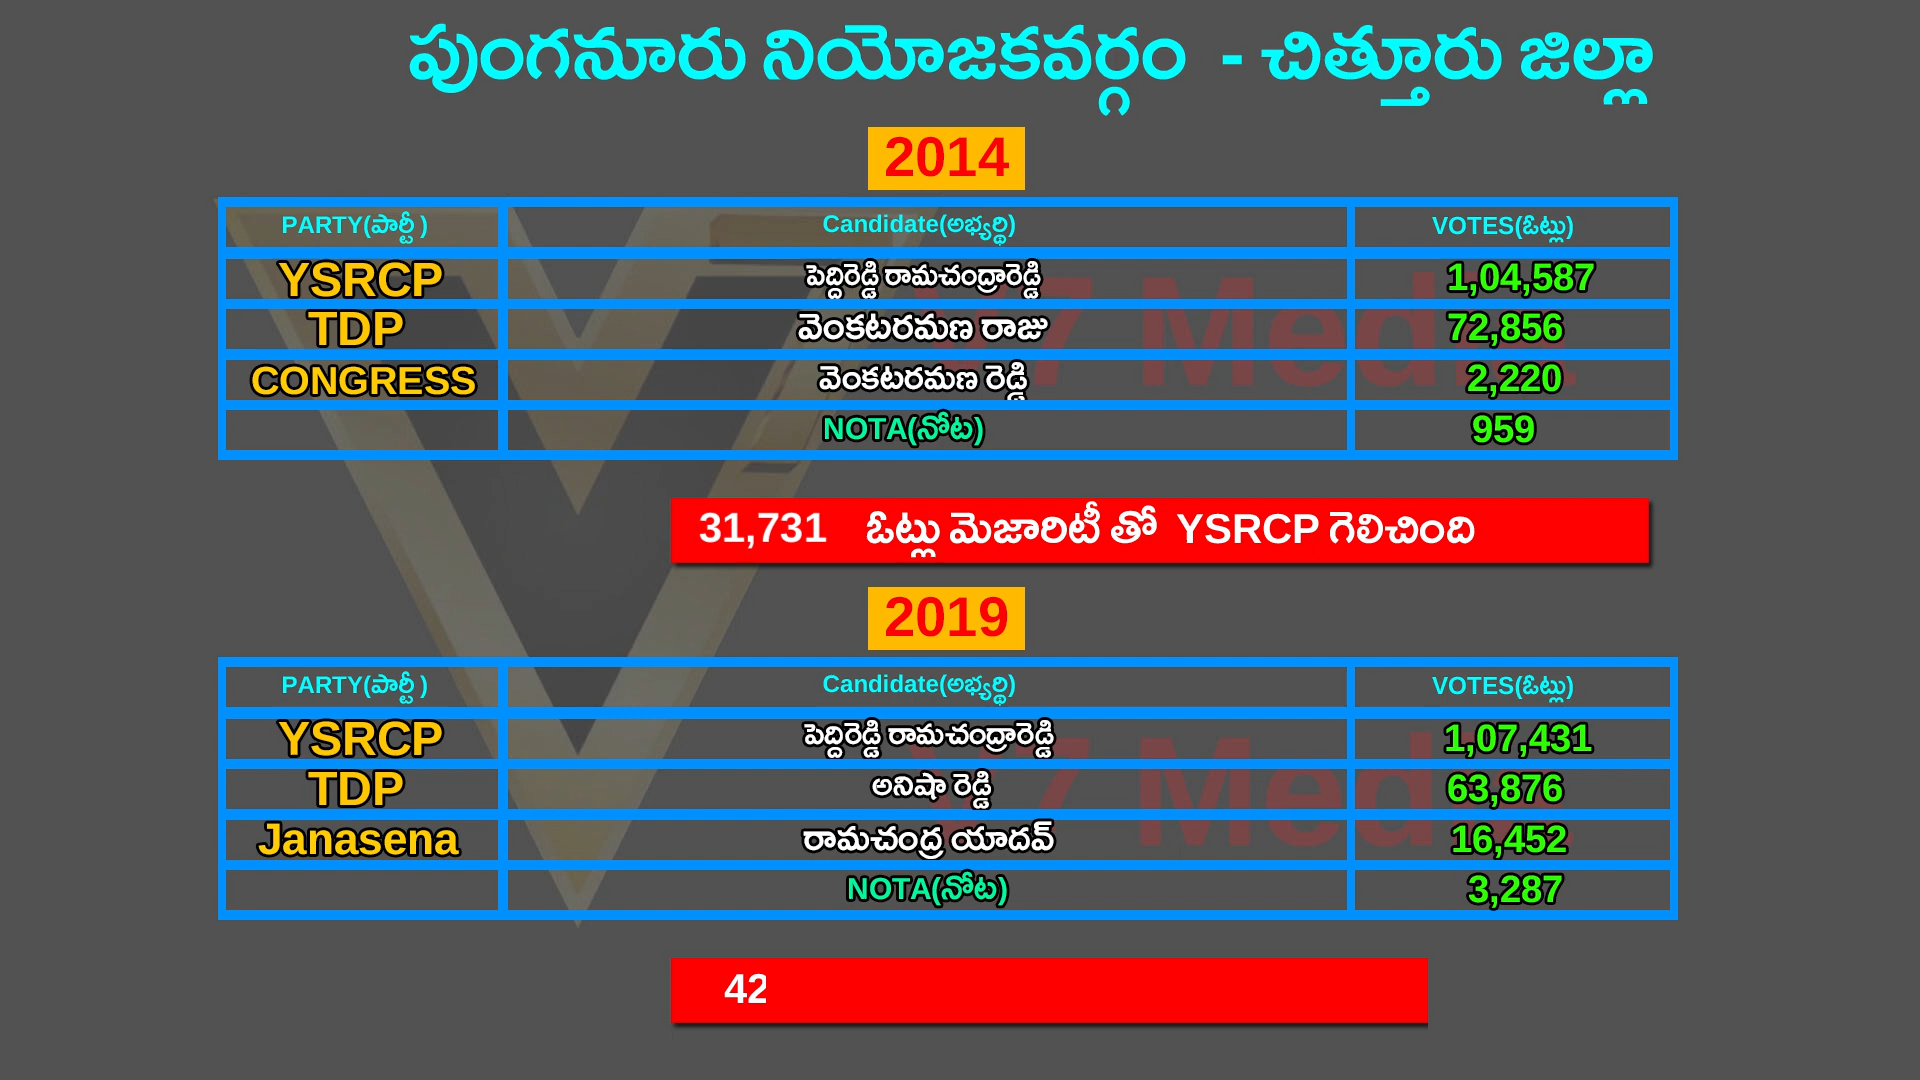 పుంగనూరు నియోజకవర్గం - చిత్తూరు జిల్లా
2014
PARTY(పార్టీ) Candidate(అభ్యర్థి) VOTES(ఓట్లు)
YSRCP పెద్దిరెడ్డి రామచంద్రారెడ్డి 1,04,587
TDP వెంకటరమణ రాజు 72,856
CONGRESS వెంకటరమణ రెడ్డి 2,220
NOTA(నోట) 959
31,731 ఓట్లు మెజారిటీ తో YSRCP గెలిచింది
2019
PARTY(పార్టీ) Candidate(అభ్యర్థి) VOTES(ఓట్లు)
YSRCP పెద్దిరెడ్డి రామచంద్రారెడ్డి 1,07,431
TDP అనిషా రెడ్డి 63,876
Janasena రామచంద్ర యాదవ్ 16,452
NOTA(నోట) 3,287
42